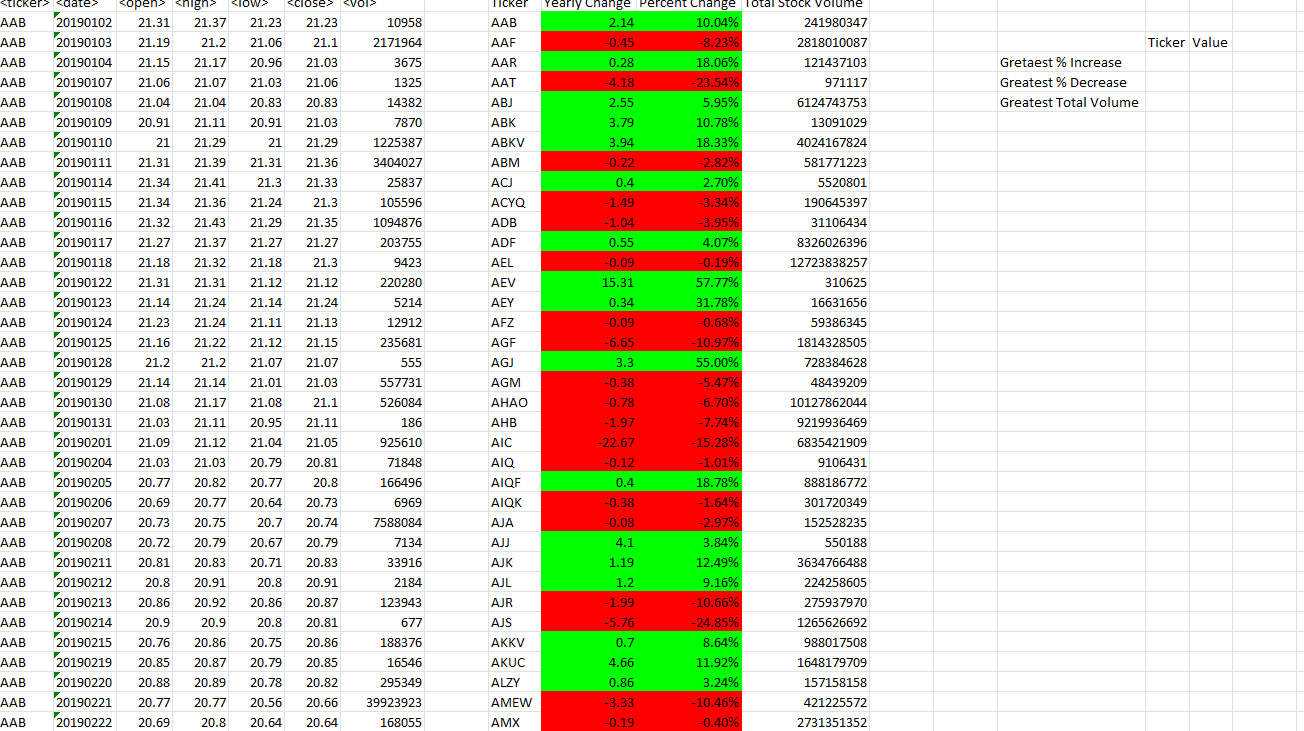 <ticker> <date> <open> <high> <low> <close> <vol> Ticker Yearly Change Percent Change Total Stock Volume
AAB 20190102 21.31 21.37 21.23 21.23 10958 AAB 2.14 10.04% 241980347
AAB 20190103 21.19 21.2 21.06 21.1 2171964 AAF -0.45 -8.23% 2818010087 Ticker Value
AAB 20190104 21.15 21.17 20.96 21.03 3675 AAR 0.28 18.06% 121437103 Gretaest % Increase
AAB 20190107 21.06 21.07 21.03 21.06 1325 AAT -4.18 -23.54% 971117 Greatest % Decrease
AAB 20190108 21.04 21.04 20.83 20.83 14382 ABJ 2.55 5.95% 6124743753 Greatest Total Volume
AAB 20190109 20.91 21.11 20.91 21.03 7870 ABK 3.79 10.78% 13091029
AAB 20190110 21 21.29 21 21.29 1225387 ABKV 3.94 18.33% 4024167824
AAB 20190111 21.31 21.39 21.31 21.36 3404027 ABM -0.22 -2.82% 581771223
AAB 20190114 21.34 21.41 21.3 21.33 25837 ACJ 0.4 2.70% 5520801
AAB 20190115 21.34 21.36 21.24 21.3 105596 ACYQ -1.49 -3.34% 190645397
AAB 20190116 21.32 21.43 21.29 21.35 1094876 ADB -1.04 -3.95% 31106434
AAB 20190117 21.27 21.37 21.27 21.27 203755 ADF 0.55 4.07% 8326026396
AAB 20190118 21.18 21.32 21.18 21.3 9423 AEL -0.09 -0.19% 12723838257
AAB 20190122 21.31 21.31 21.12 21.12 220280 AEV 15.31 57.77% 310625
AAB 20190123 21.14 21.24 21.14 21.24 5214 AEY 0.34 31.78% 16631656
AAB 20190124 21.23 21.24 21.11 21.13 12912 AFZ -0.09 -0.68% 59386345
AAB 20190125 21.16 21.22 21.12 21.15 235681 AGF -6.65 -10.97% 1814328505
AAB 20190128 21.2 21.2 21.07 21.07 555 AGJ 3.3 55.00% 728384628
AAB 20190129 21.14 21.14 21.01 21.03 557731 AGM -0.38 -5.47% 48439209
AAB 20190130 21.08 21.17 21.08 21.1 526084 AHAO -0.78 -6.70% 10127862044
AAB 20190131 21.03 21.11 20.95 21.11 186 AHB -1.97 -7.74% 9219936469
AAB 20190201 21.09 21.12 21.04 21.05 925610 AIC -22.67 -15.28% 6835421909
AAB 20190204 21.03 21.03 20.79 20.81 71848 AIQ -0.12 -1.01% 9106431
AAB 20190205 20.77 20.82 20.77 20.8 166496 AIQF 0.4 18.78% 888186772
AAB 20190206 20.69 20.77 20.64 20.73 6969 AIQK -0.38 -1.64% 301720349
AAB 20190207 20.73 20.75 20.7 20.74 7588084 AJA -0.08 -2.97% 152528235
AAB 20190208 20.72 20.79 20.67 20.79 7134 AJJ 4.1 3.84% 550188
AAB 20190211 20.81 20.83 20.71 20.83 33916 AJK 1.19 12.49% 3634766488
AAB 20190212 20.8 20.91 20.8 20.91 2184 AJL 1.2 9.16% 224258605
AAB 20190213 20.86 20.92 20.86 20.87 123943 AJR -1.99 -10.66% 275937970
AAB 20190214 20.9 20.9 20.8 20.81 677 AJS -5.76 -24.85% 1265626692
AAB 20190215 20.76 20.86 20.75 20.86 188376 AKKV 0.7 8.64% 988017508
AAB 20190219 20.85 20.87 20.79 20.85 16546 AKUC 4.66 11.92% 1648179709
AAB 20190220 20.88 20.89 20.78 20.82 295349 ALZY 0.86 3.24% 157158158
AAB 20190221 20.77 20.77 20.56 20.66 39923923 AMEW -3.33 -10.46% 421225572
AAB 20190222 20.69 20.8 20.64 20.64 168055 AMX -0.19 -0.40% 2731351352